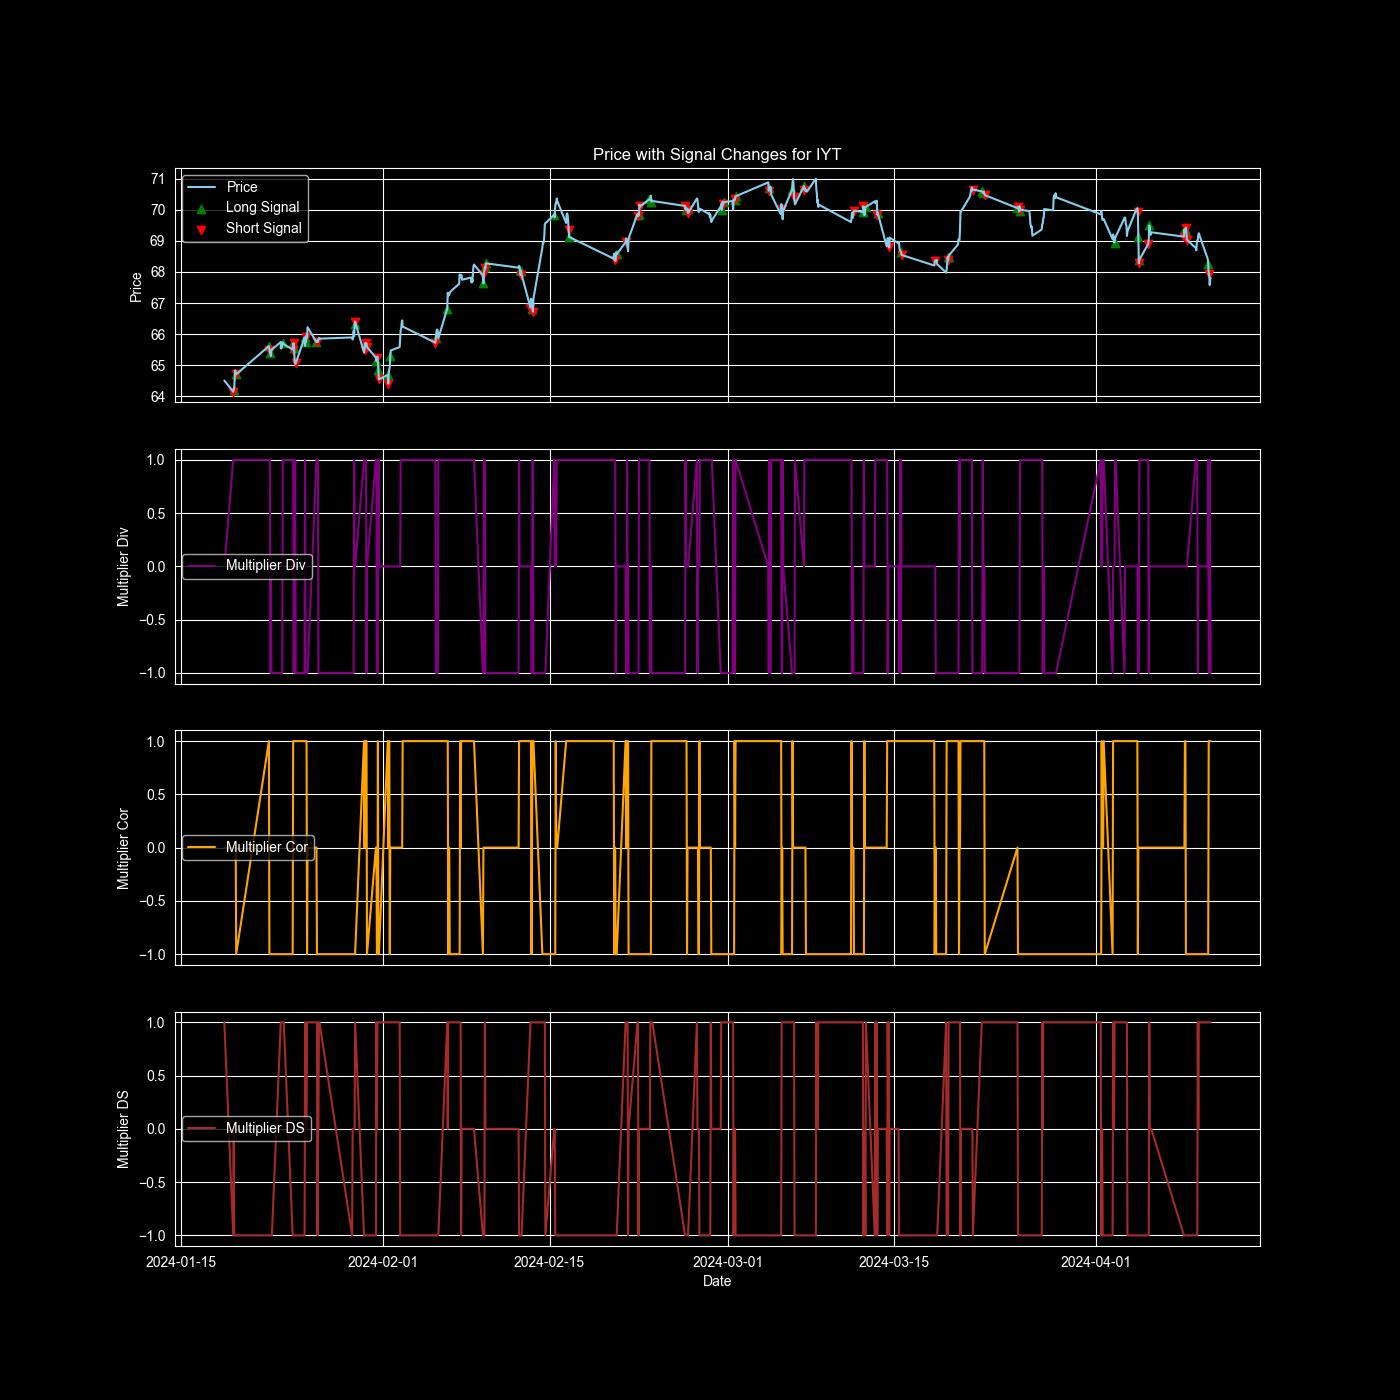 Price with Signal Changes for IYT
71
70
69
68
67
66
65
64
Price
Price
Long Signal
Short Signal
1.0
0.5
0.0
−0.5
−1.0
Multiplier Div
Multiplier Div
1.0
0.5
0.0
−0.5
−1.0
Multiplier Cor
Multiplier Cor
1.0
0.5
0.0
−0.5
−1.0
Multiplier DS
Multiplier DS
2024-01-15
2024-02-01
2024-02-15
2024-03-01
2024-03-15
2024-04-01
Date